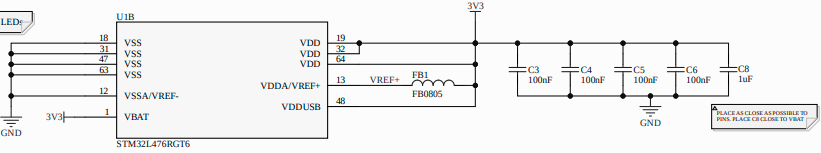 LEDs
U1B
3V3
18 VSS VDD 19
31 VSS VDD 32
47 VSS VDD 64
63 VSS
VDDA/VREF+ 13 VREF+ FB1
FB0805
12 VSSA/VREF-
VDDUSB 48
3V3 1 VBAT
GND
STM32L476RGT6
C3 100nF
C4 100nF
C5 100nF
C6 100nF
C8 1uF
GND
PLACE AS CLOSE AS POSSIBLE TO
PINS. PLACE C8 CLOSE TO VBAT